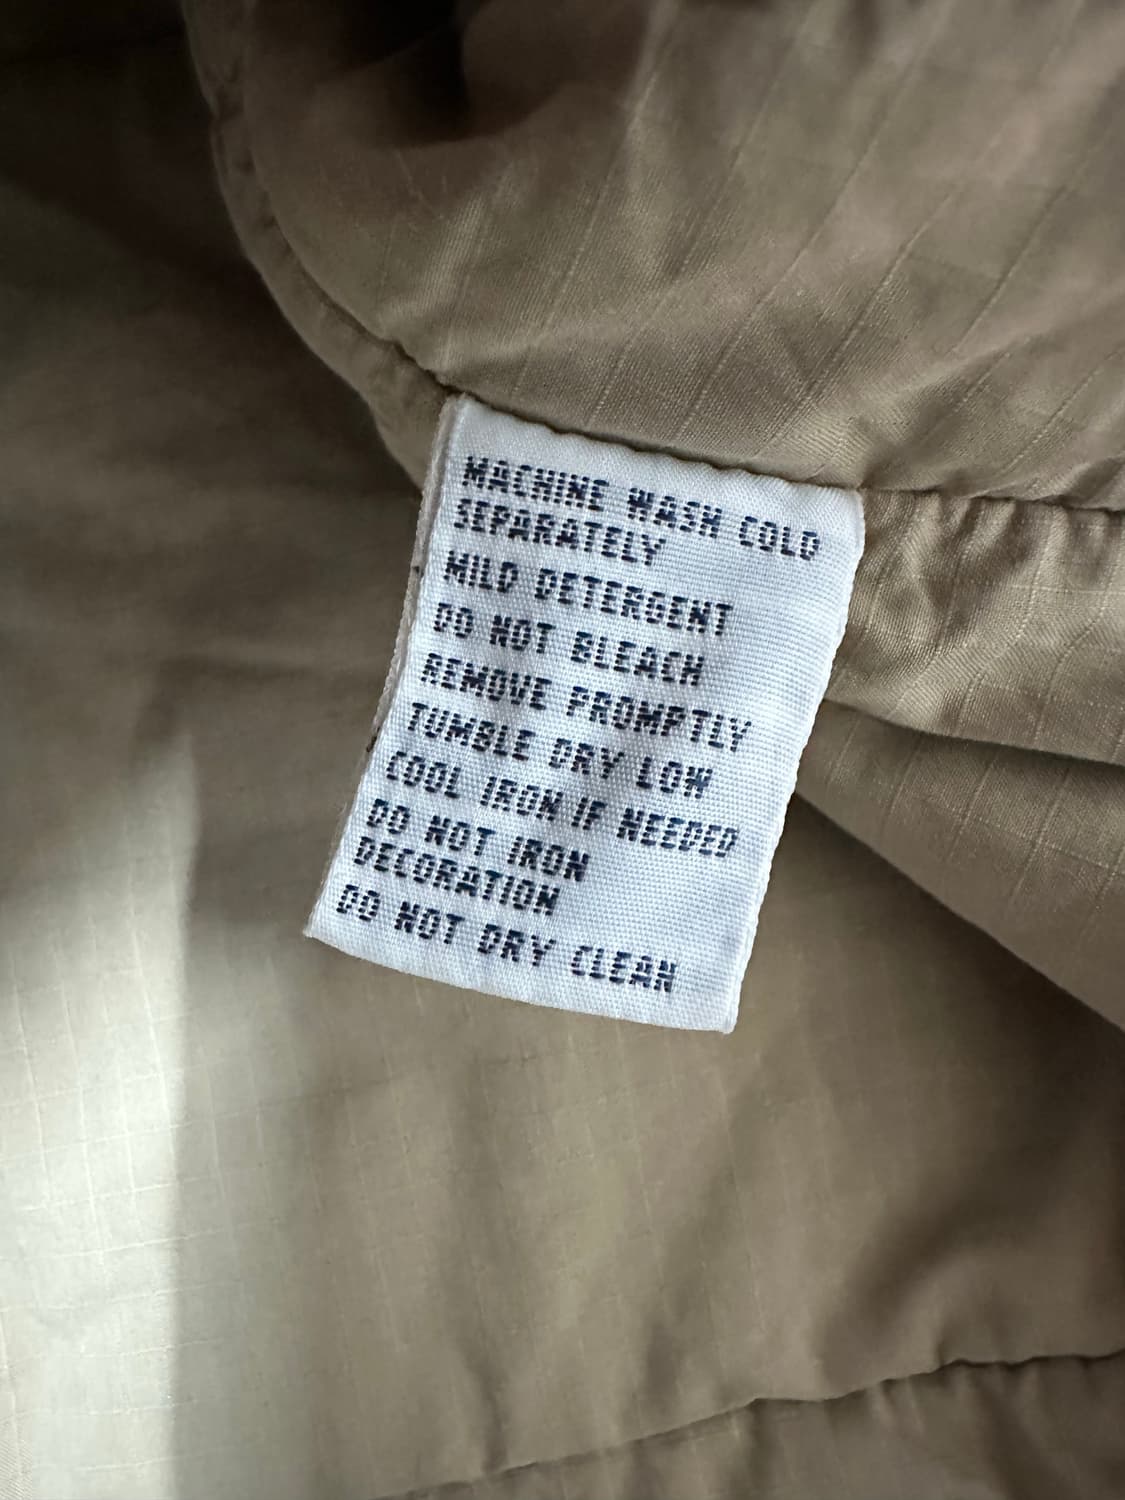 MACHINE WASH COLD
SEPARATELY
MILD DETERGENT
DO NOT BLEACH
REMOVE PROMPTLY
TUMBLE DRY LOW
COOL IRON IF NEEDED
DO NOT IRON
DECORATION
DO NOT DRY CLEAN